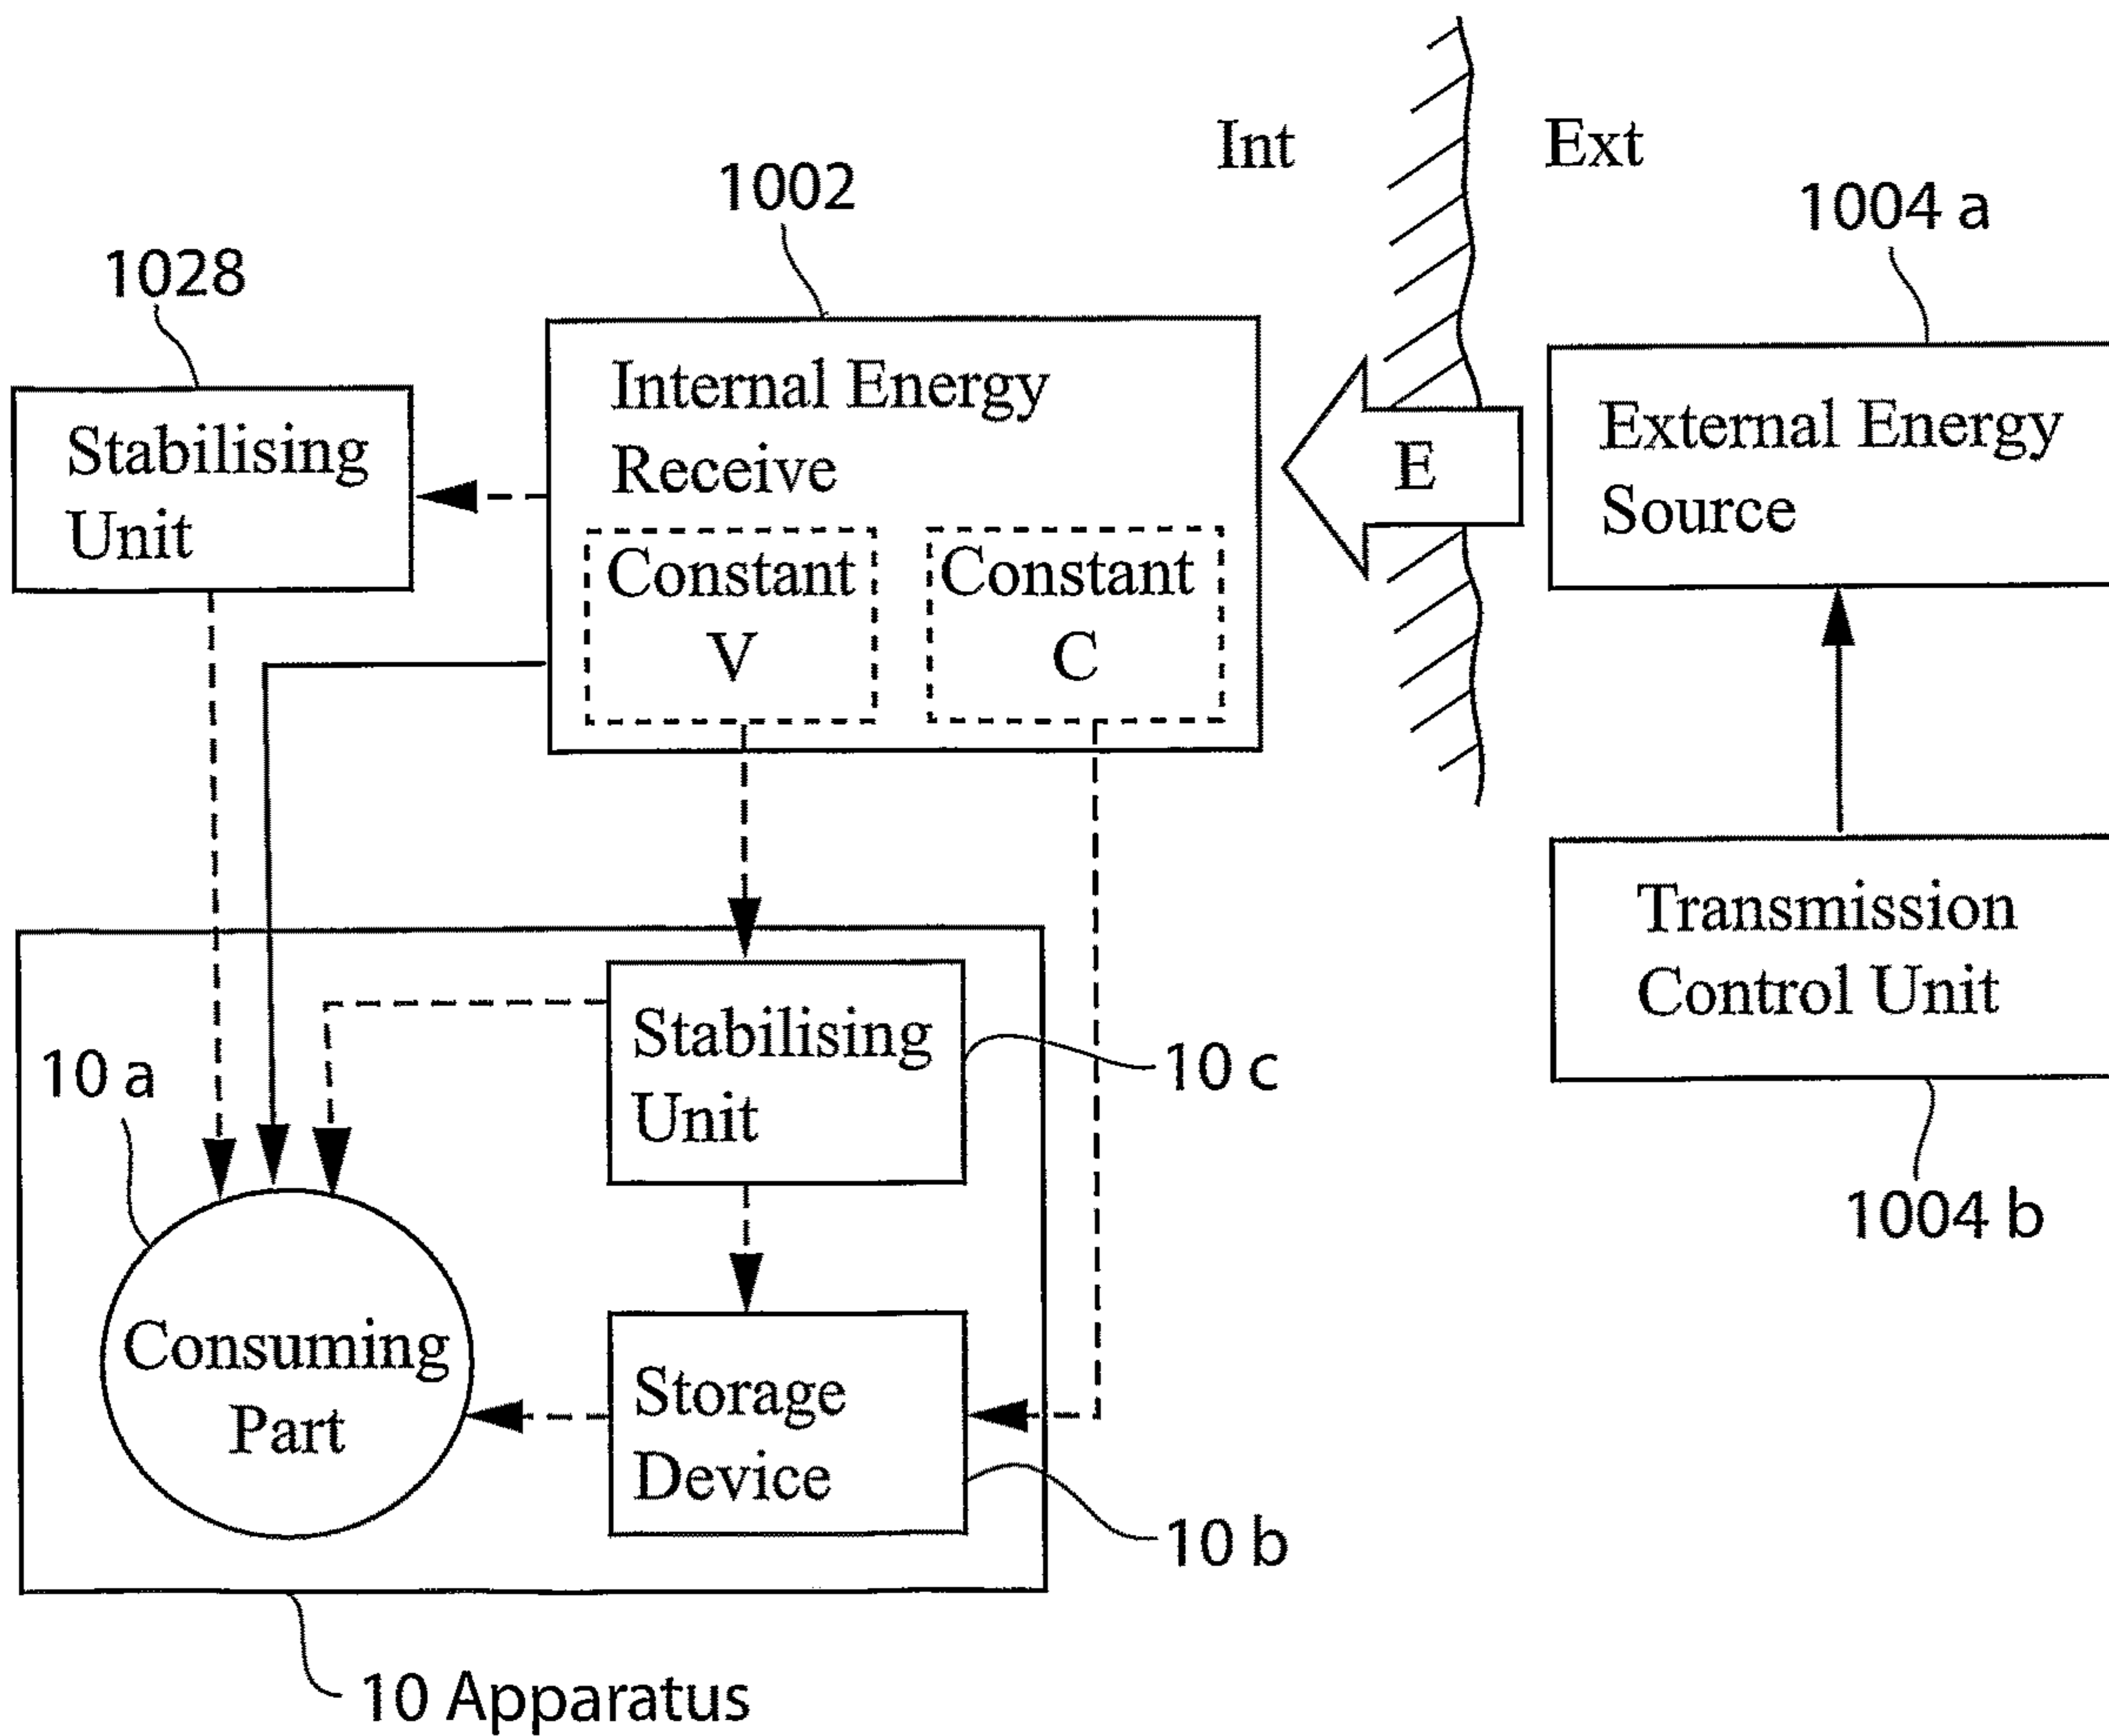 Int
Ext
1002
1004 a
1028
Internal Energy
Receive
Stabilising
Unit
External Energy
Source
E
Constant
V
Constant
C
Transmission
Control Unit
Stabilising
Unit
10 c
10 a
1004 b
Consuming
Part
Storage
Device
10 b
10 Apparatus